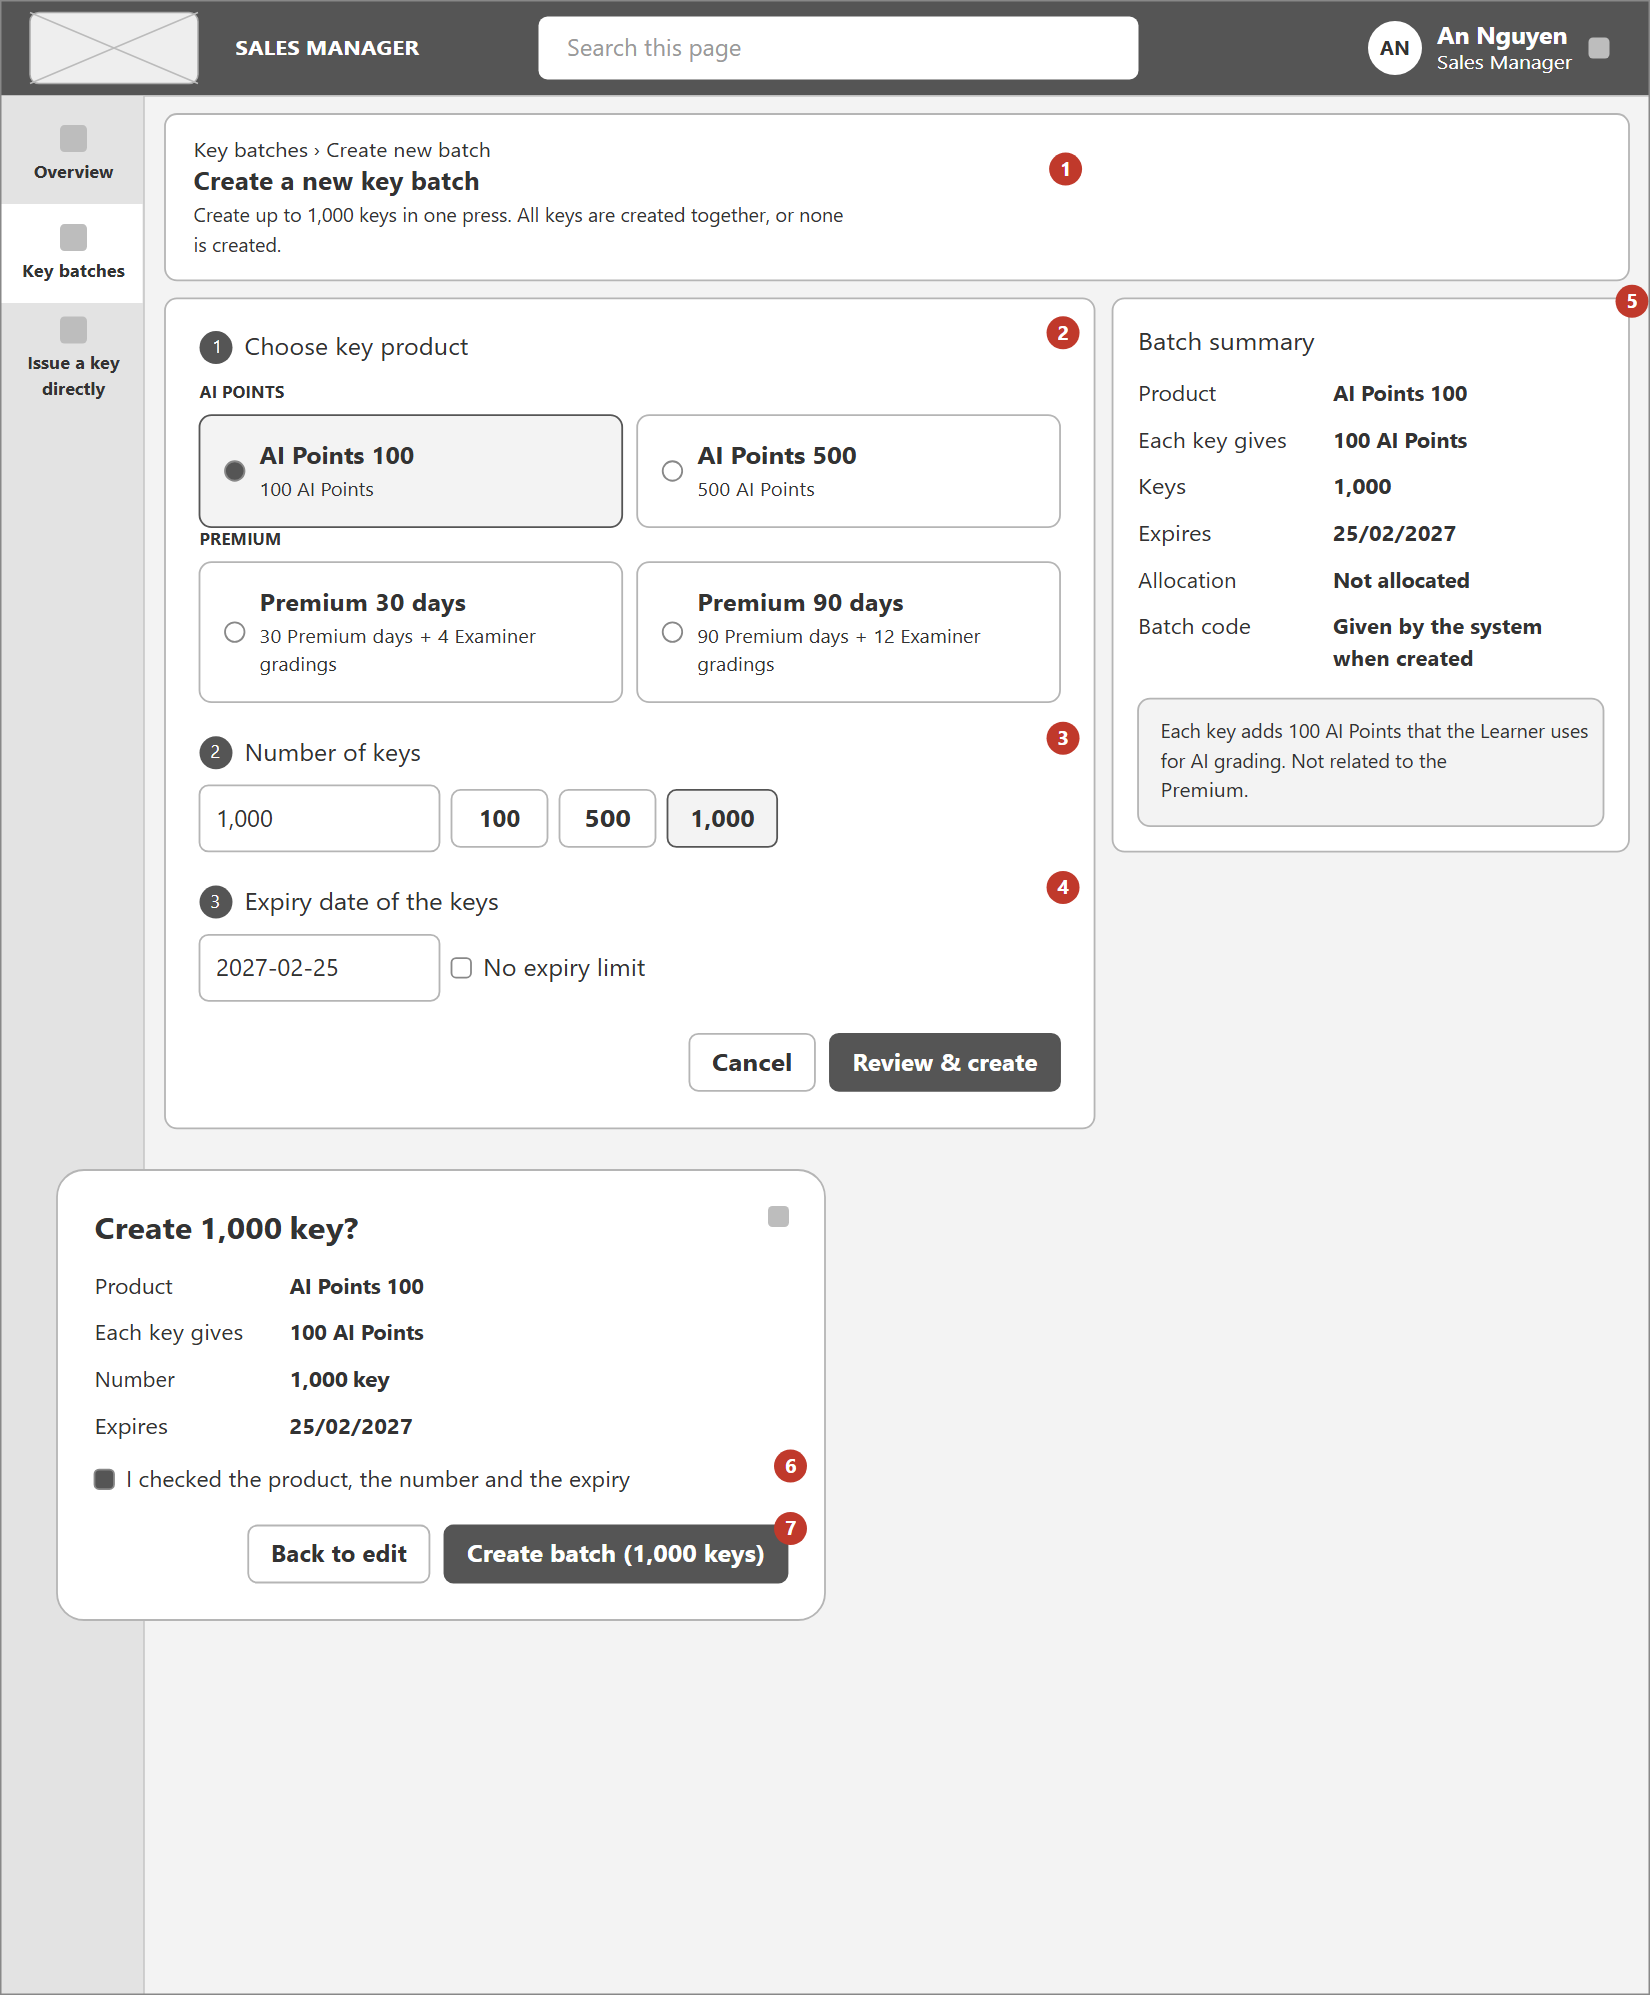 SALES MANAGER
Search this page
AN
An Nguyen
Sales Manager
Overview
Key batches
Issue a key
directly
Key batches › Create new batch
Create a new key batch
Create up to 1,000 keys in one press. All keys are created together, or none
is created.
1
1 Choose key product
2
AI POINTS
AI Points 100
100 AI Points
AI Points 500
500 AI Points
PREMIUM
Premium 30 days
30 Premium days + 4 Examiner
gradings
Premium 90 days
90 Premium days + 12 Examiner
gradings
2 Number of keys
3
1,000
100
500
1,000
3 Expiry date of the keys
4
2027-02-25
No expiry limit
Cancel
Review & create
5
Batch summary
Product AI Points 100
Each key gives 100 AI Points
Keys 1,000
Expires 25/02/2027
Allocation Not allocated
Batch code Given by the system
when created
Each key adds 100 AI Points that the Learner uses
for AI grading. Not related to the
Premium.
Create 1,000 key?
Product AI Points 100
Each key gives 100 AI Points
Number 1,000 key
Expires 25/02/2027
I checked the product, the number and the expiry
6
Back to edit
Create batch (1,000 keys)
7